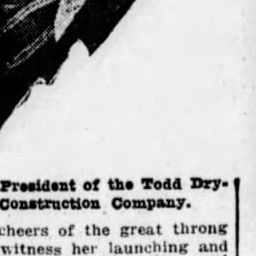 President of the Todd Dry-
Construction Company.
cheers of the great throng
witness her launching and